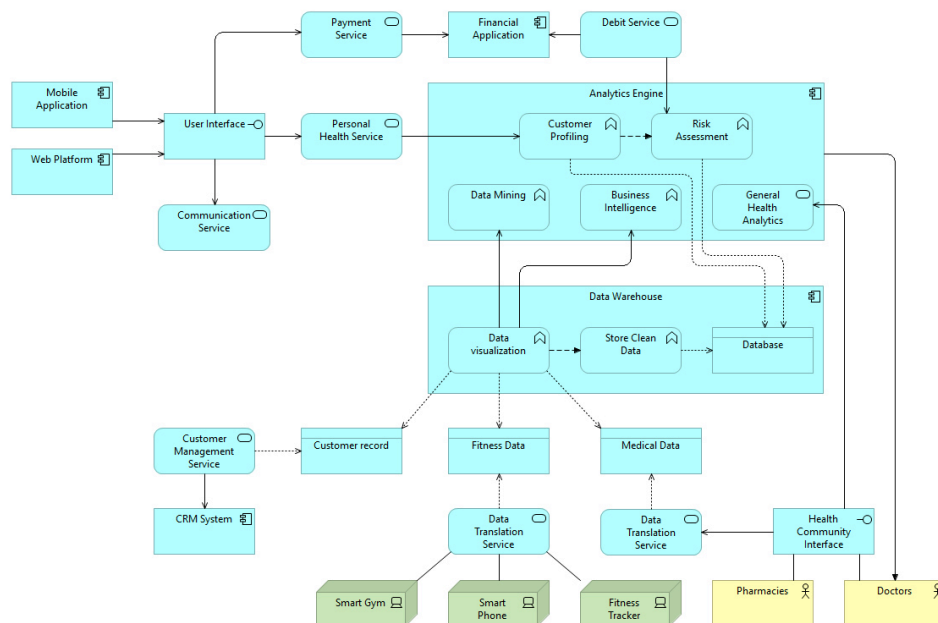 Payment
Service
Financial
Application
Debit Service
Mobile
Application
Analytics Engine
User Interface
Personal
Health Service
Customer
Profiling
Risk
Assessment
Web Platform
Data Mining
Business
Intelligence
General
Health
Analytics
Communication
Service
Data Warehouse
Data
visualization
Store Clean
Data
Database
Customer
Management
Service
Customer record
Fitness Data
Medical Data
CRM System
Data
Translation
Service
Data
Translation
Service
Health
Community
Interface
Smart Gym
Smart
Phone
Fitness
Tracker
Pharmacies
Doctors